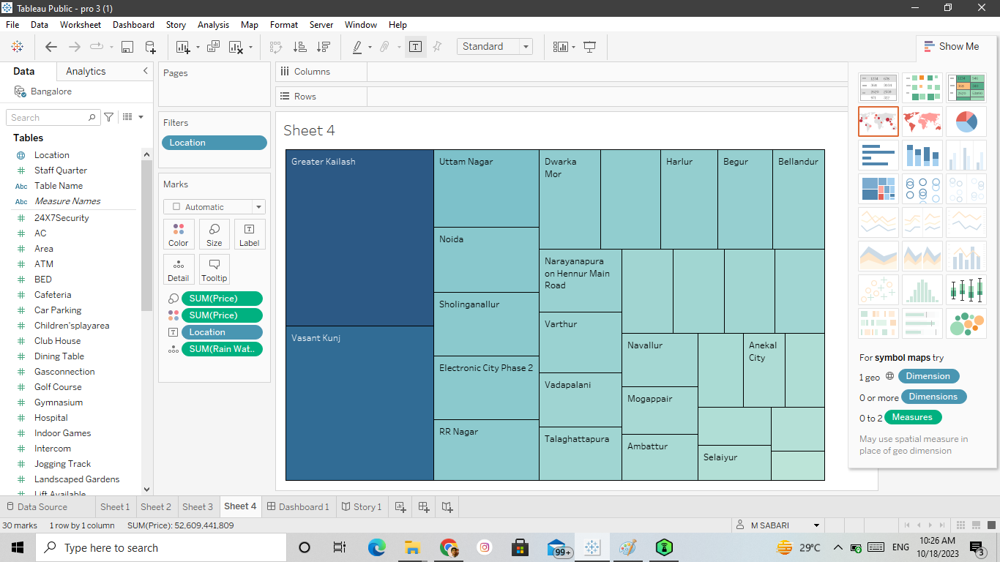 Tableau Public - pro 3 (1)
File Data Worksheet Dashboard Story Analysis Map Format Server Window Help
Standard
Show Me
Data
Analytics
Bangalore
Search
Tables
Location
Staff Quarter
Abc Table Name
Abc Measure Names
24X7Security
AC
Area
ATM
BED
Cafeteria
Car Parking
Children'splayarea
Club House
Dining Table
Gasconnection
Golf Course
Gymnasium
Hospital
Indoor Games
Intercom
Jogging Track
Landscaped Gardens
Lift Available
Pages
Filters
Location
Marks
Automatic
Color
Size
Label
Detail
Tooltip
SUM(Price)
SUM(Price)
Location
SUM(Rain Wat..
Columns
Rows
Sheet 4
Greater Kailash
Vasant Kunj
Uttam Nagar
Noida
Sholinganallur
Electronic City Phase 2
RR Nagar
Dwarka
Mor
Harlur
Begur
Bellandur
Narayanapura
on Hennur Main
Road
Varthur
Vadapalani
Talaghattapura
Navallur
Mogappair
Ambattur
Anekal
City
Selaiyur
For symbol maps try
1 geo Dimension
0 or more Dimensions
0 to 2 Measures
May use spatial measure in
place of geo dimension
Data Source
Sheet 1
Sheet 2
Sheet 3
Sheet 4
Dashboard 1
Story 1
30 marks
1 row by 1 column
SUM(Price): 52,609,441,809
M SABARI
Type here to search
99+
29°C
ENG
10:26 AM
10/18/2023
3